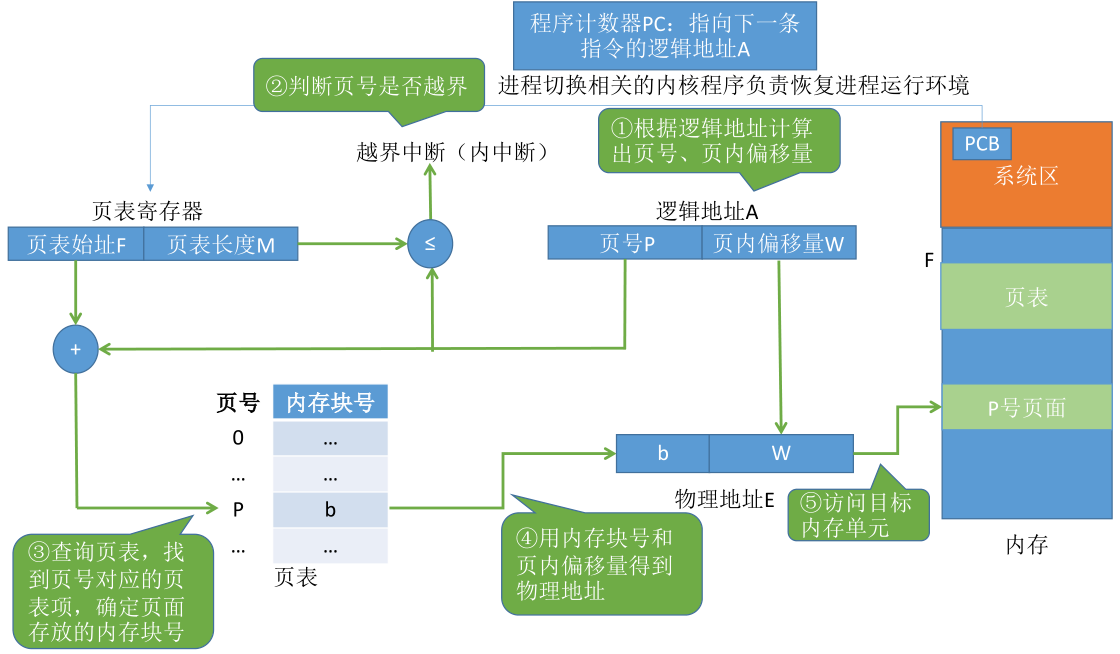 程序计数器PC：指向下一条
指令的逻辑地址A
②判断页号是否越界
进程切换相关的内核程序负责恢复进程运行环境
①根据逻辑地址计算
出页号、页内偏移量
PCB
系统区
越界中断（内中断）
页表寄存器
逻辑地址A
页表始址F
页表长度M
≤
页号P
页内偏移量W
F
页表
+
页号
内存块号
0
…
…
…
P
b
…
…
页表
P号页面
b
W
物理地址E
⑤访问目标
内存单元
内存
③查询页表，找
到页号对应的页
表项，确定页面
存放的内存块号
④用内存块号和
页内偏移量得到
物理地址